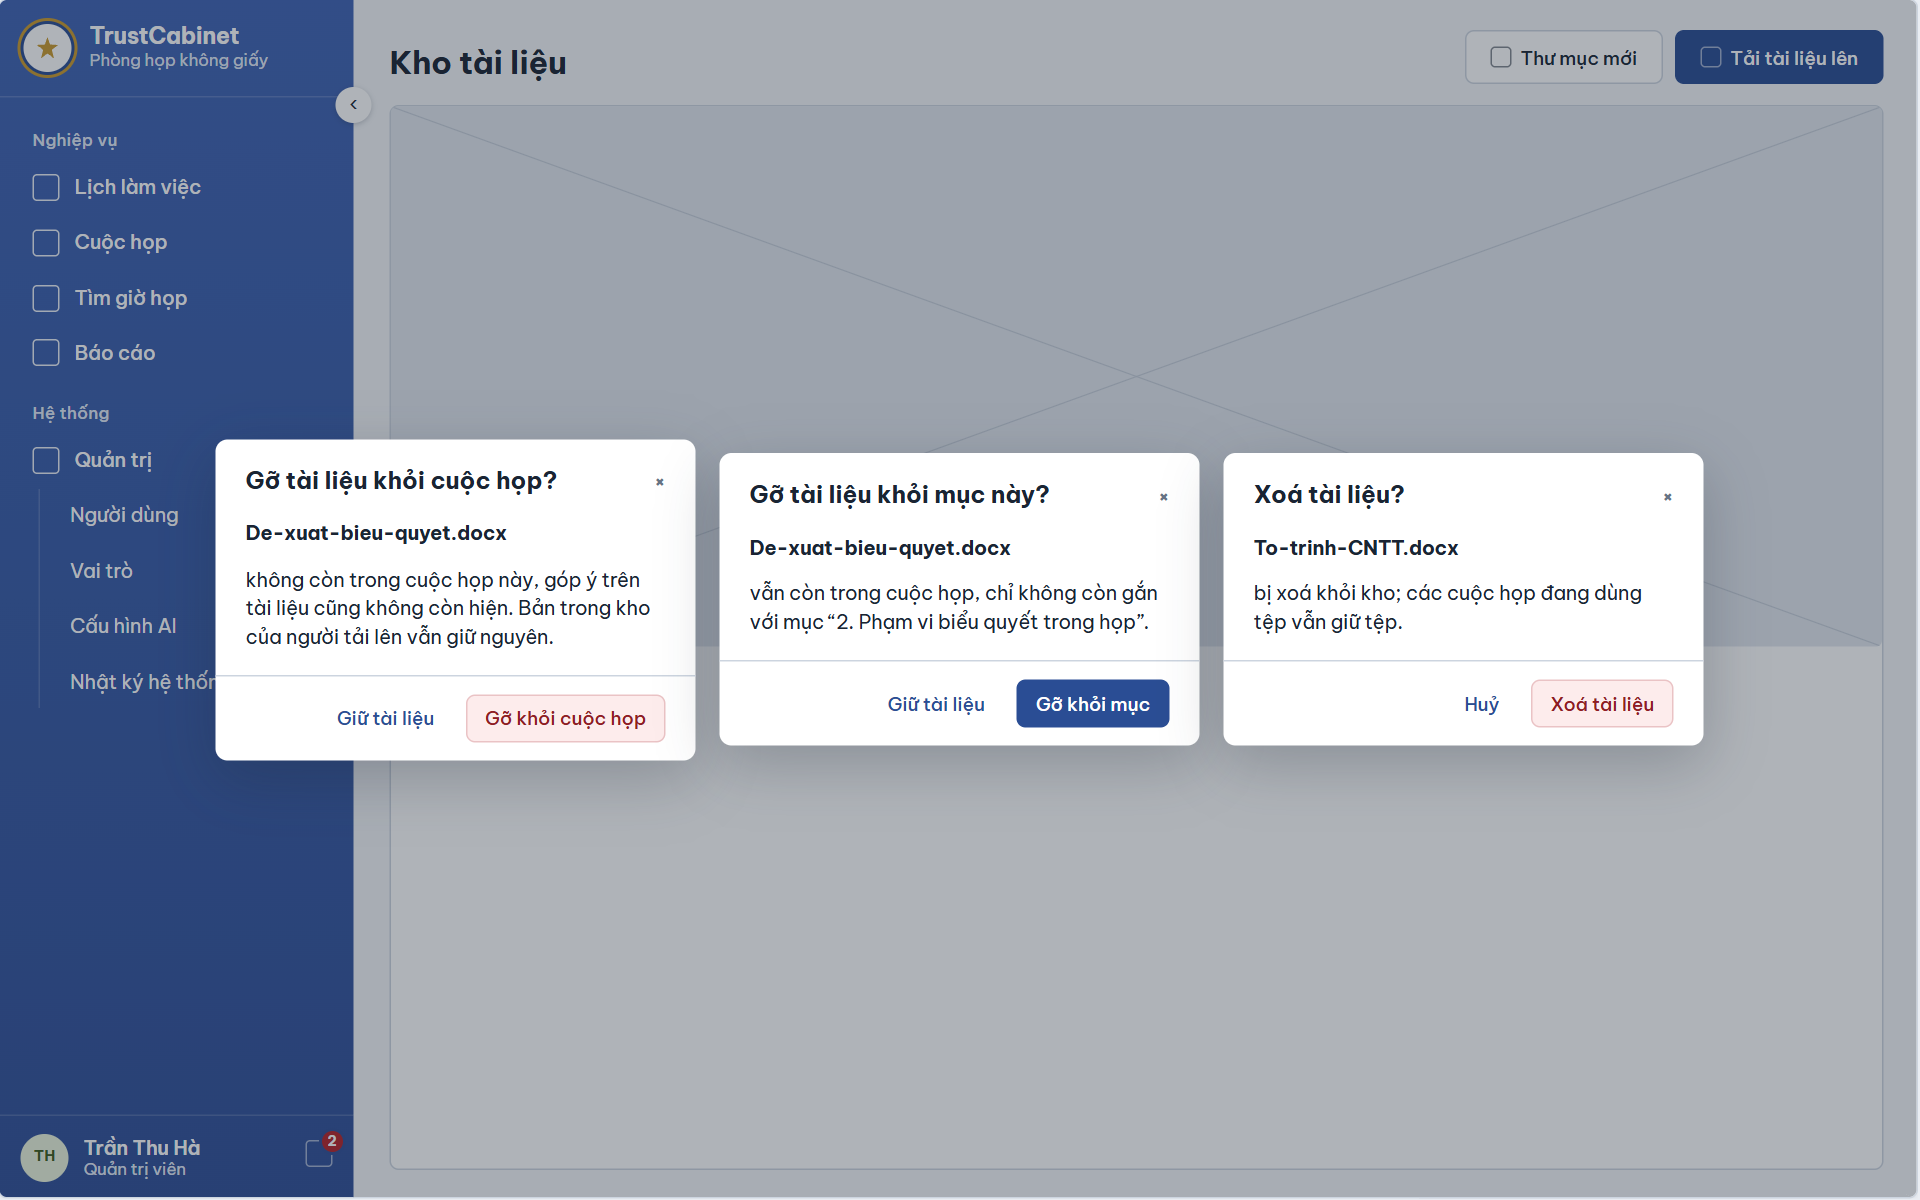 TrustCabinet
Phòng họp không giấy
Nghiệp vụ
Lịch làm việc
Cuộc họp
Tìm giờ họp
Báo cáo
Hệ thống
Quản trị
Người dùng
Vai trò
Cấu hình AI
Nhật ký hệ thốn
TH
Trần Thu Hà
Quản trị viên
2
Kho tài liệu
Thư mục mới
Tải tài liệu lên
Gỡ tài liệu khỏi cuộc họp?
De-xuat-bieu-quyet.docx
không còn trong cuộc họp này, góp ý trên
tài liệu cũng không còn hiện. Bản trong kho
của người tải lên vẫn giữ nguyên.
Giữ tài liệu
Gỡ khỏi cuộc họp
Gỡ tài liệu khỏi mục này?
De-xuat-bieu-quyet.docx
vẫn còn trong cuộc họp, chỉ không còn gắn
với mục “2. Phạm vi biểu quyết trong họp”.
Giữ tài liệu
Gỡ khỏi mục
Xoá tài liệu?
To-trinh-CNTT.docx
bị xoá khỏi kho; các cuộc họp đang dùng
tệp vẫn giữ tệp.
Huỷ
Xoá tài liệu